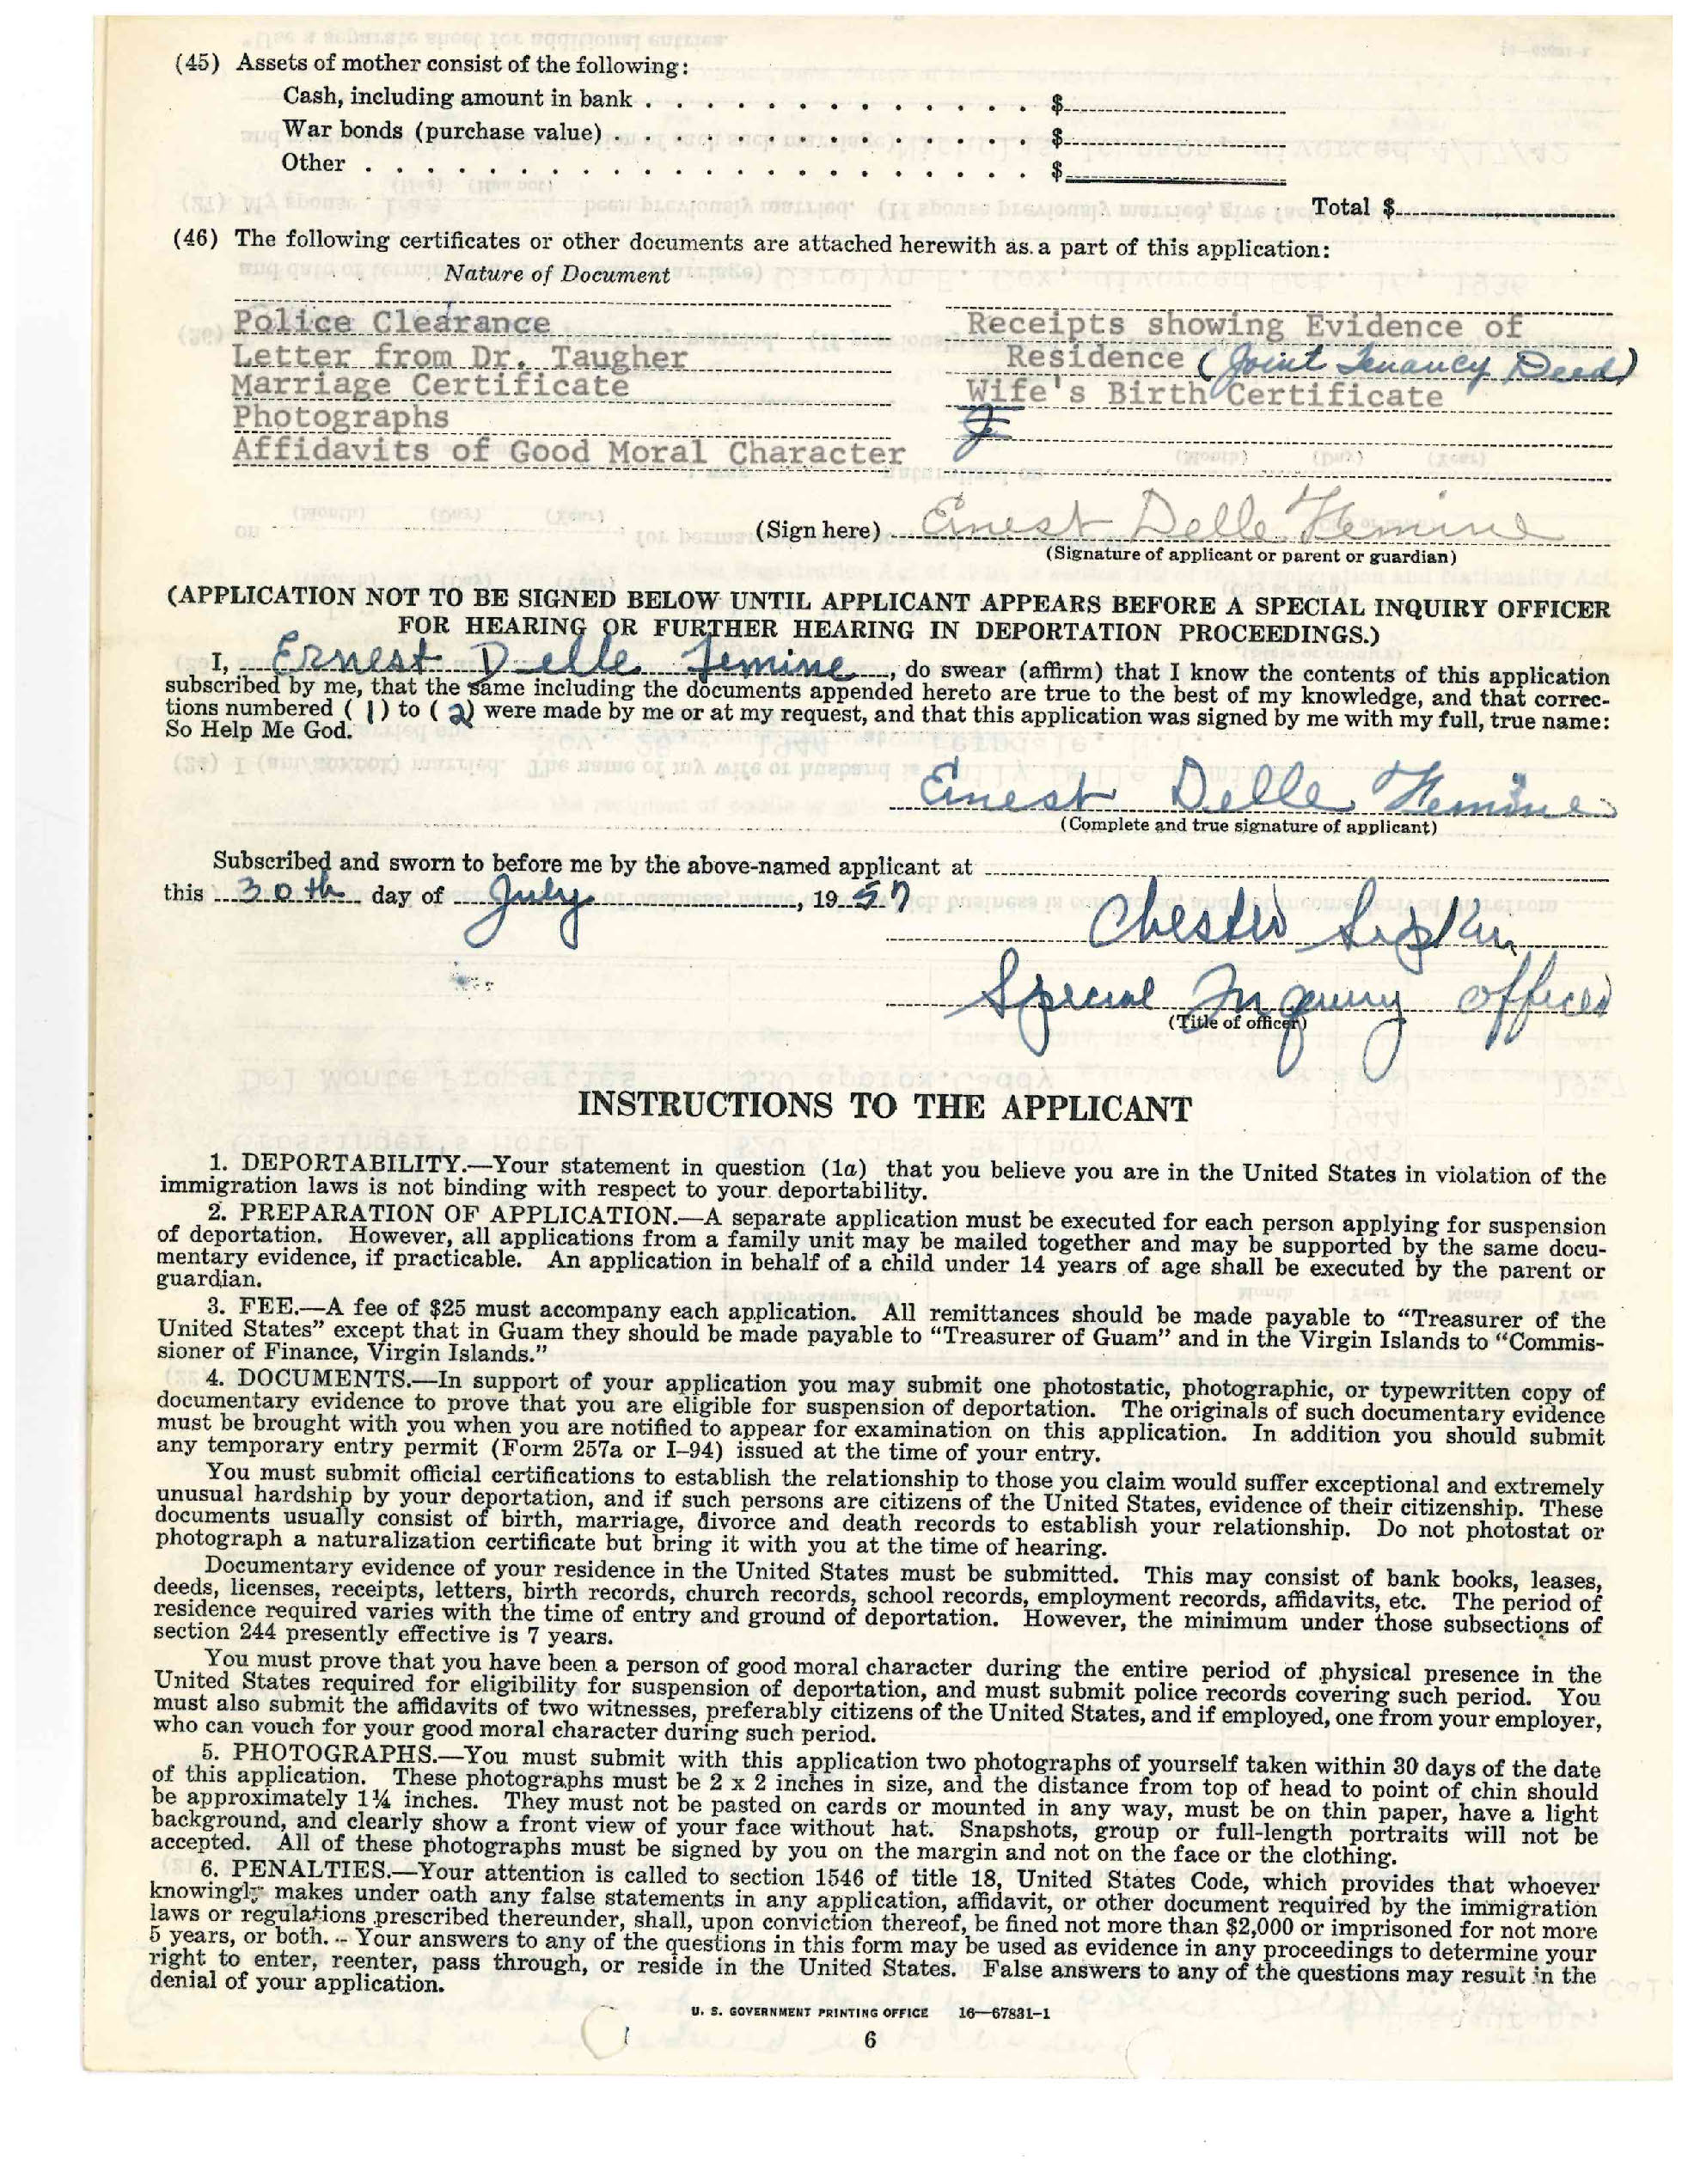 (45) Assets of mother consist of the following:
Cash, including amount in bank . . . . . . . . . . . . . $
War bonds (purchase value) . . . . . . . . . . . . . . $
Other . . . . . . . . . . . . . . . . . . . . . . $
Total $
(46) The following certificates or other documents are attached herewith as a part of this application:
Nature of Document
Police Clearance
Letter from Dr. Taugher
Marriage Certificate
Photographs
Affidavits of Good Moral Character
Receipts showing Evidence of
Residence (Joint Tenancy Deed)
Wife's Birth Certificate
(Sign here) Ernest Delle Femine
(Signature of applicant or parent or guardian)
(APPLICATION NOT TO BE SIGNED BELOW UNTIL APPLICANT APPEARS BEFORE A SPECIAL INQUIRY OFFICER
FOR HEARING OR FURTHER HEARING IN DEPORTATION PROCEEDINGS.)
I, Ernest Delle Femine, do swear (affirm) that I know the contents of this application
subscribed by me, that the same including the documents appended hereto are true to the best of my knowledge, and that correc-
tions numbered (1) to (2) were made by me or at my request, and that this application was signed by me with my full, true name:
So Help Me God.
Ernest Delle Femine
(Complete and true signature of applicant)
Subscribed and sworn to before me by the above-named applicant at
this 30th day of July, 1957
Chester Sipkin
Special Inquiry officer
(Title of officer)
INSTRUCTIONS TO THE APPLICANT
1. DEPORTABILITY.—Your statement in question (1a) that you believe you are in the United States in violation of the
immigration laws is not binding with respect to your deportability.
2. PREPARATION OF APPLICATION.—A separate application must be executed for each person applying for suspension
of deportation. However, all applications from a family unit may be mailed together and may be supported by the same docu-
mentary evidence, if practicable. An application in behalf of a child under 14 years of age shall be executed by the parent or
guardian.
3. FEE.—A fee of $25 must accompany each application. All remittances should be made payable to "Treasurer of the
United States" except that in Guam they should be made payable to "Treasurer of Guam" and in the Virgin Islands to "Commis-
sioner of Finance, Virgin Islands."
4. DOCUMENTS.—In support of your application you may submit one photostatic, photographic, or typewritten copy of
documentary evidence to prove that you are eligible for suspension of deportation. The originals of such documentary evidence
must be brought with you when you are notified to appear for examination on this application. In addition you should submit
any temporary entry permit (Form 257a or I–94) issued at the time of your entry.
You must submit official certifications to establish the relationship to those you claim would suffer exceptional and extremely
unusual hardship by your deportation, and if such persons are citizens of the United States, evidence of their citizenship. These
documents usually consist of birth, marriage, divorce and death records to establish your relationship. Do not photostat or
photograph a naturalization certificate but bring it with you at the time of hearing.
Documentary evidence of your residence in the United States must be submitted. This may consist of bank books, leases,
deeds, licenses, receipts, letters, birth records, church records, school records, employment records, affidavits, etc. The period of
residence required varies with the time of entry and ground of deportation. However, the minimum under those subsections of
section 244 presently effective is 7 years.
You must prove that you have been a person of good moral character during the entire period of physical presence in the
United States required for eligibility for suspension of deportation, and must submit police records covering such period. You
must also submit the affidavits of two witnesses, preferably citizens of the United States, and if employed, one from your employer,
who can vouch for your good moral character during such period.
5. PHOTOGRAPHS.—You must submit with this application two photographs of yourself taken within 30 days of the date
of this application. These photographs must be 2 x 2 inches in size, and the distance from top of head to point of chin should
be approximately 1¼ inches. They must not be pasted on cards or mounted in any way, must be on thin paper, have a light
background, and clearly show a front view of your face without hat. Snapshots, group or full-length portraits will not be
accepted. All of these photographs must be signed by you on the margin and not on the face or the clothing.
6. PENALTIES.—Your attention is called to section 1546 of title 18, United States Code, which provides that whoever
knowingly makes under oath any false statements in any application, affidavit, or other document required by the immigration
laws or regulations prescribed thereunder, shall, upon conviction thereof, be fined not more than $2,000 or imprisoned for not more
5 years, or both. – Your answers to any of the questions in this form may be used as evidence in any proceedings to determine your
right to enter, reenter, pass through, or reside in the United States. False answers to any of the questions may result in the
denial of your application.
U. S. GOVERNMENT PRINTING OFFICE 16—67831-1
6